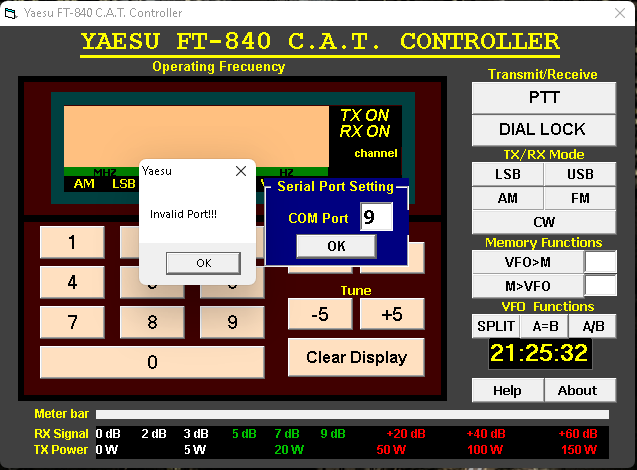 Yaesu FT-840 C.A.T. Controller
YAESU FT-840 C.A.T. CONTROLLER
Operating Frecuency
TX ON
RX ON
channel
MHZ
HZ
AM LSB
Yaesu
Invalid Port!!!
OK
Serial Port Setting
COM Port 9
OK
1
4
7 8 9
0
Tune
-5 +5
Clear Display
Transmit/Receive
PTT
DIAL LOCK
TX/RX Mode
LSB USB
AM FM
CW
Memory Functions
VFO>M
M>VFO
VFO Functions
SPLIT A=B A/B
21:25:32
Help About
Meter bar
RX Signal 0 dB 2 dB 3 dB 5 dB 7 dB 9 dB +20 dB +40 dB +60 dB
TX Power 0 W 5 W 20 W 50 W 100 W 150 W